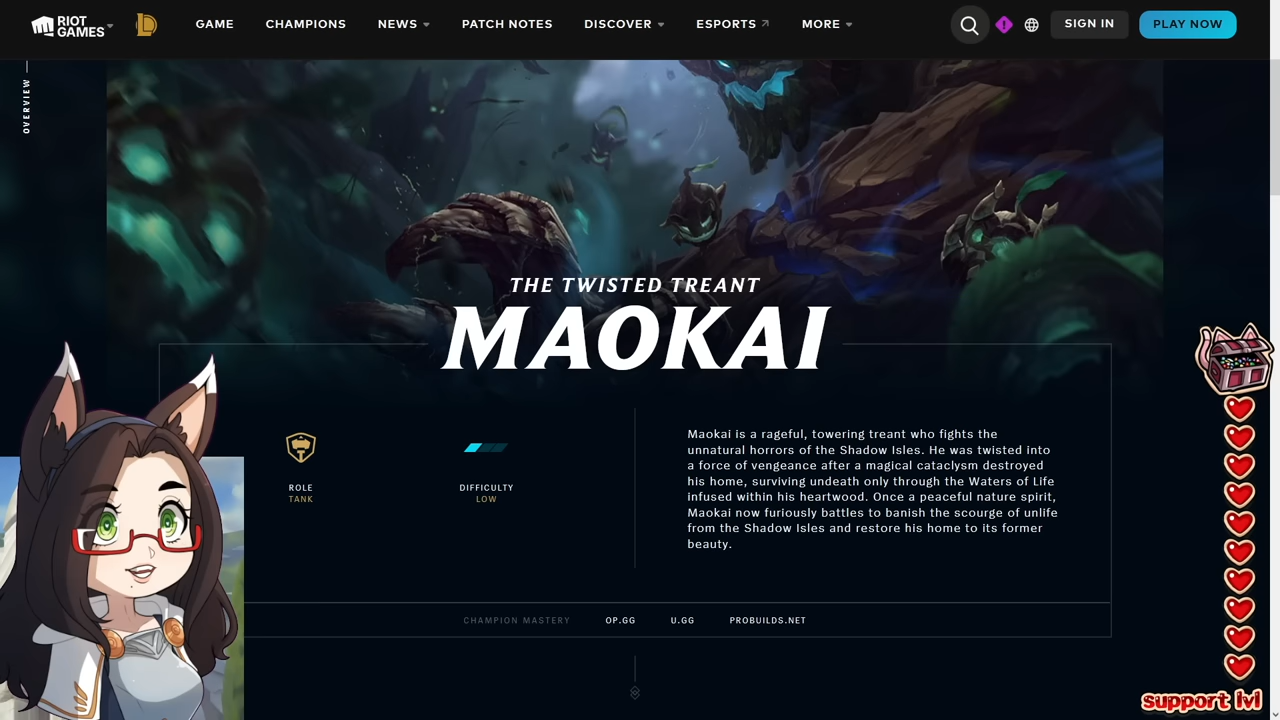 RIOT GAMES
GAME
CHAMPIONS
NEWS
PATCH NOTES
DISCOVER
ESPORTS
MORE
SIGN IN
PLAY NOW
OVERVIEW
THE TWISTED TREANT
MAOKAI
ROLE
TANK
DIFFICULTY
LOW
Maokai is a rageful, towering treant who fights the
unnatural horrors of the Shadow Isles. He was twisted into
a force of vengeance after a magical cataclysm destroyed
his home, surviving undeath only through the Waters of Life
infused within his heartwood. Once a peaceful nature spirit,
Maokai now furiously battles to banish the scourge of unlife
from the Shadow Isles and restore his home to its former
beauty.
CHAMPION MASTERY
OP.GG
U.GG
PROBUILDS.NET
support lvl